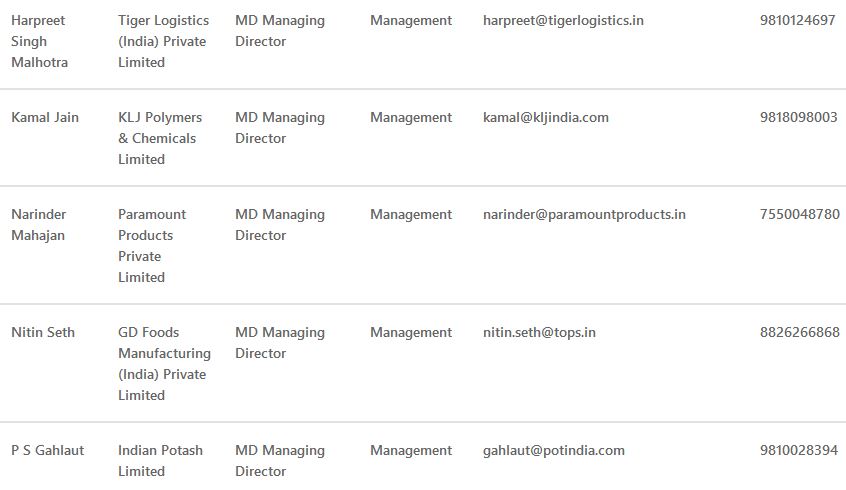 Harpreet Singh Malhotra Tiger Logistics (India) Private Limited MD Managing Director Management harpreet@tigerlogistics.in 9810124697
Kamal Jain KLJ Polymers & Chemicals Limited MD Managing Director Management kamal@kljindia.com 9818098003
Narinder Mahajan Paramount Products Private Limited MD Managing Director Management narinder@paramountproducts.in 7550048780
Nitin Seth GD Foods Manufacturing (India) Private Limited MD Managing Director Management nitin.seth@tops.in 8826266868
P S Gahlaut Indian Potash Limited MD Managing Director Management gahlaut@potindia.com 9810028394